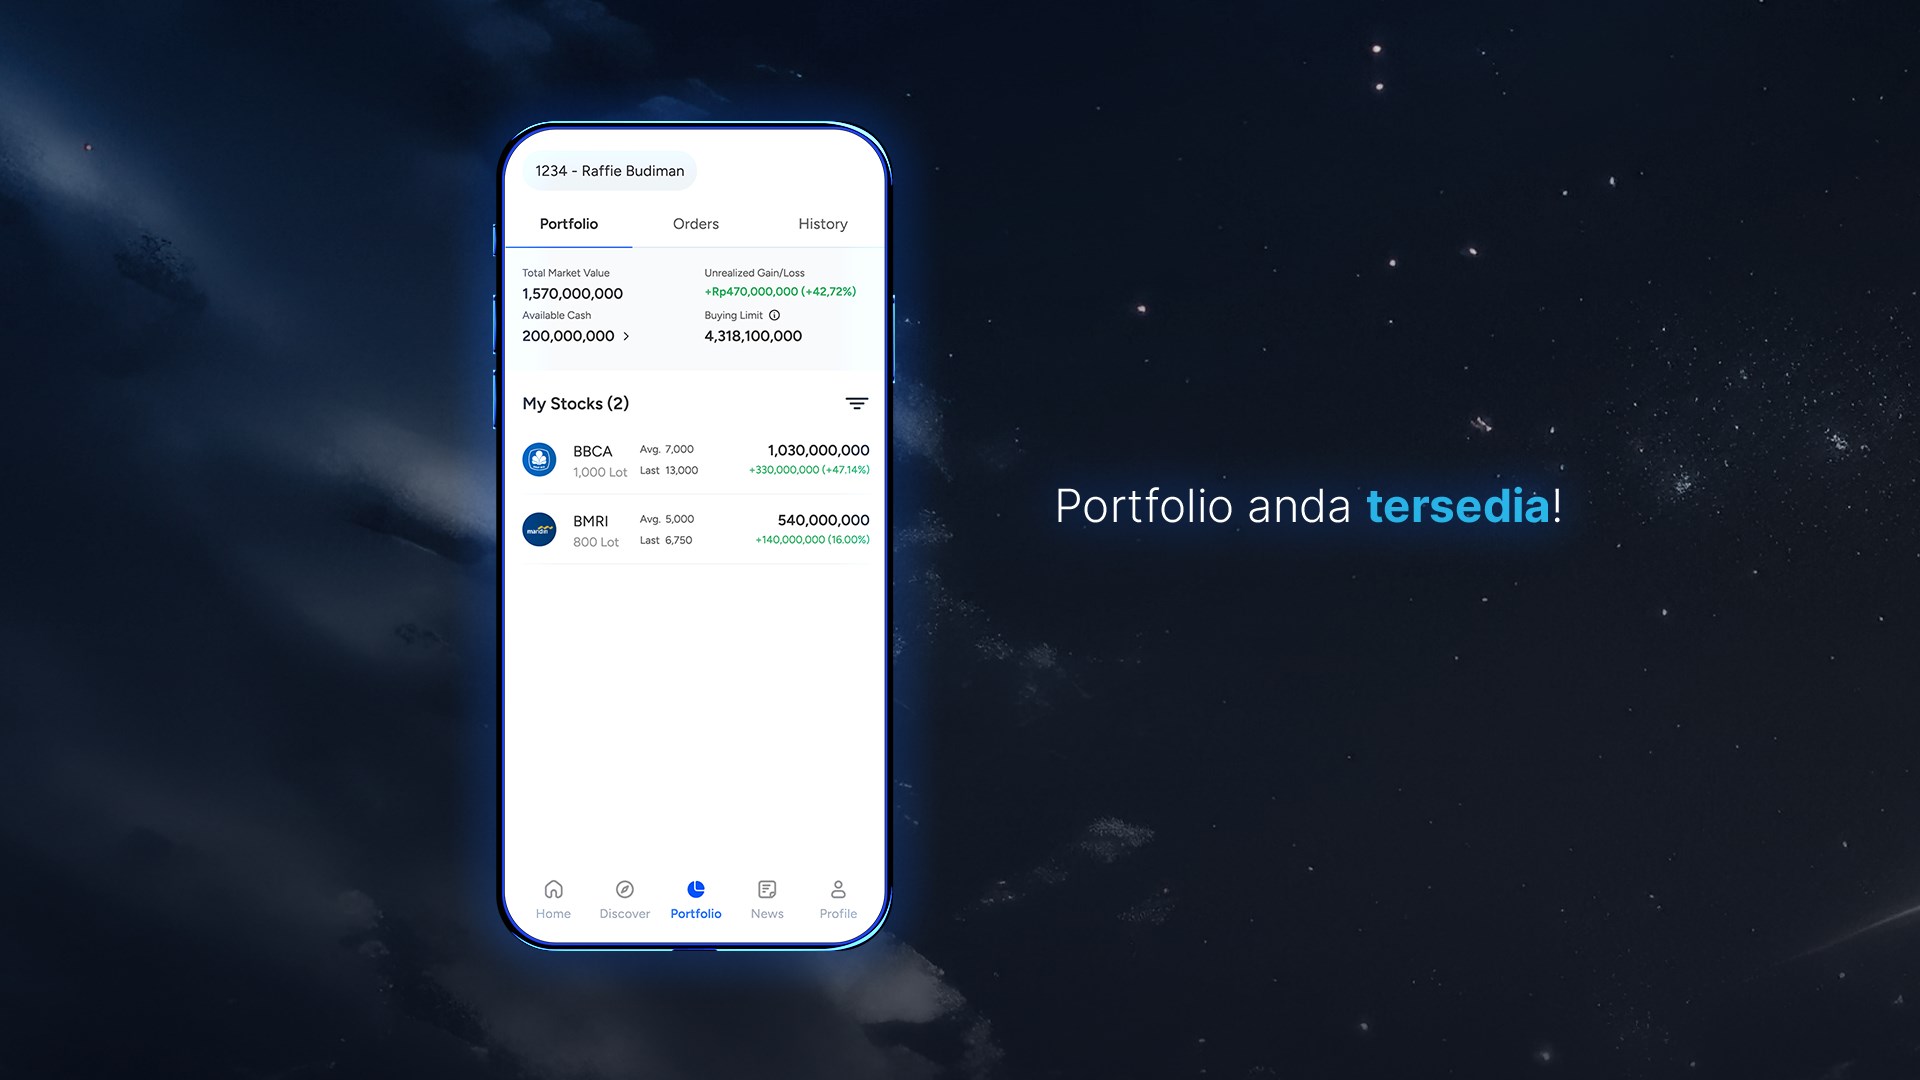 1234 - Raffie Budiman
Portfolio
Orders
History
Total Market Value
1,570,000,000
Unrealized Gain/Loss
+Rp470,000,000 (+42,72%)
Available Cash
200,000,000
Buying Limit
4,318,100,000
My Stocks (2)
BBCA
1,000 Lot
Avg. 7,000
Last 13,000
1,030,000,000
+330,000,000 (+47.14%)
mandiri
BMRI
800 Lot
Avg. 5,000
Last 6,750
540,000,000
+140,000,000 (16.00%)
Home
Discover
Portfolio
News
Profile
Portfolio anda tersedia!